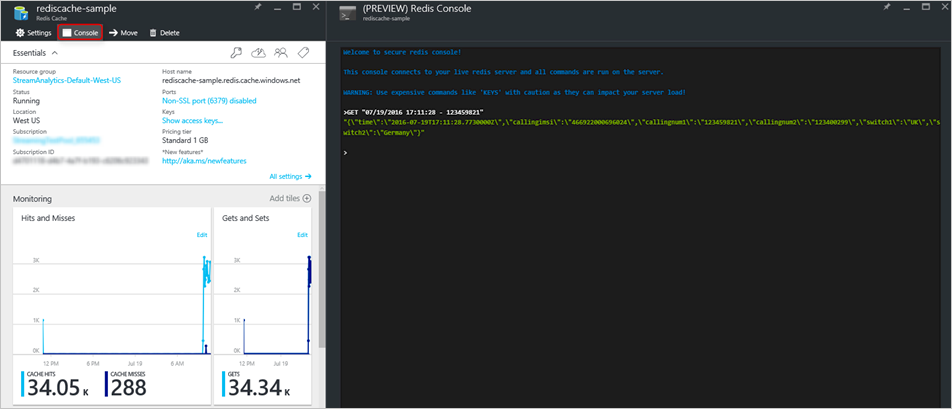 rediscache-sample
Redis Cache
Settings
Console
Move
Delete
Essentials
Resource group
StreamAnalytics-Default-West-US
Status
Running
Location
West US
Subscription
Subscription ID
Host name
rediscache-sample.redis.cache.windows.net
Ports
Non-SSL port (6379) disabled
Keys
Show access keys...
Pricing tier
Standard 1 GB
*New features*
http://aka.ms/newfeatures
All settings
Monitoring
Add tiles
Hits and Misses
Edit
3K
2K
1K
0K
12 PM
6 PM
Jul 19
6 AM
CACHE HITS
34.05 K
CACHE MISSES
288
Gets and Sets
Edit
3K
2K
1K
0K
12 PM
Jul 19
GETS
34.34 K
(PREVIEW) Redis Console
rediscache-sample
Welcome to secure redis console!
This console connects to your live redis server and all commands are run on the server.
WARNING: Use expensive commands like 'KEYS' with caution as they can impact your server load!
>GET "07/19/2016 17:11:28 - 123459821"
"{\"time\":\"2016-07-19T17:11:28.7730000Z\",\"callingimsi\":\"466922000696024\",\"callingnum1\":\"123459821\",\"callingnum2\":\"123400299\",\"switch1\":\"UK\",\"s
witch2\":\"Germany\"}"
>